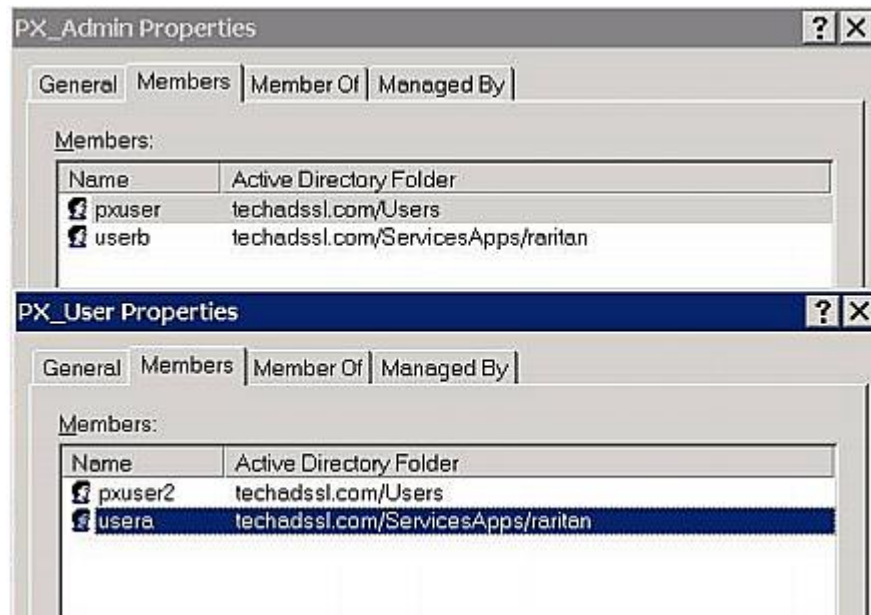 PX_Admin Properties
General Members Member Of Managed By
Members:
Name Active Directory Folder
pxuser techadssl.com/Users
userb techadssl.com/ServicesApps/raritan
PX_User Properties
General Members Member Of Managed By
Members:
Name Active Directory Folder
pxuser2 techadssl.com/Users
usera techadssl.com/ServicesApps/raritan